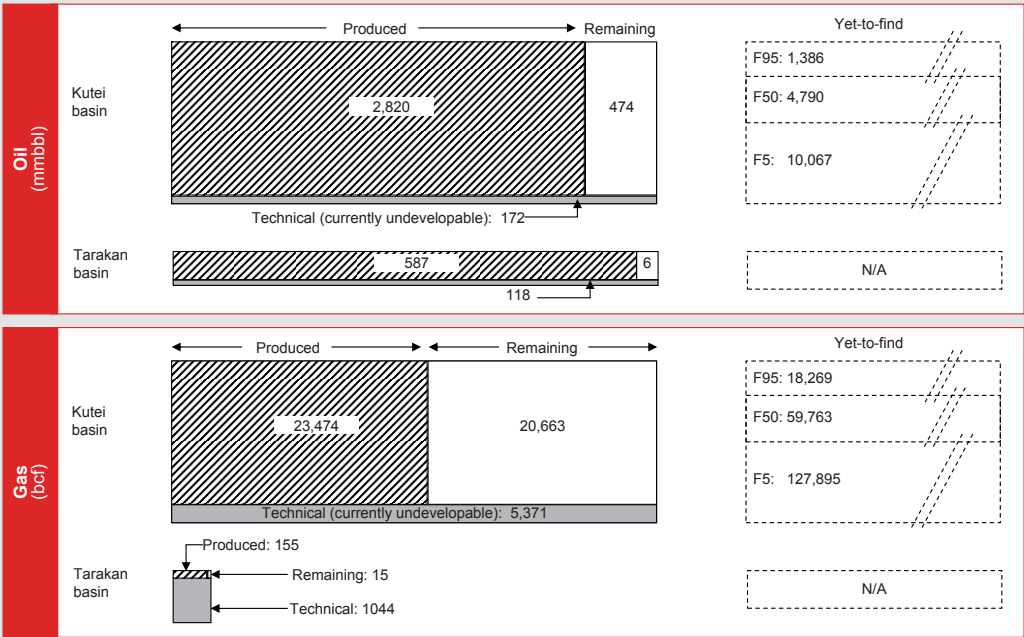 Oil
(mmbbl)
Produced
Remaining
Yet-to-find
Kutei
basin
2,820
474
F95: 1,386
F50: 4,790
F5: 10,067
Technical (currently undevelopable): 172
Tarakan
basin
587
6
118
N/A
Gas
(bcf)
Produced
Remaining
Yet-to-find
Kutei
basin
23,474
20,663
F95: 18,269
F50: 59,763
F5: 127,895
Technical (currently undevelopable): 5,371
Tarakan
basin
Produced: 155
Remaining: 15
Technical: 1044
N/A